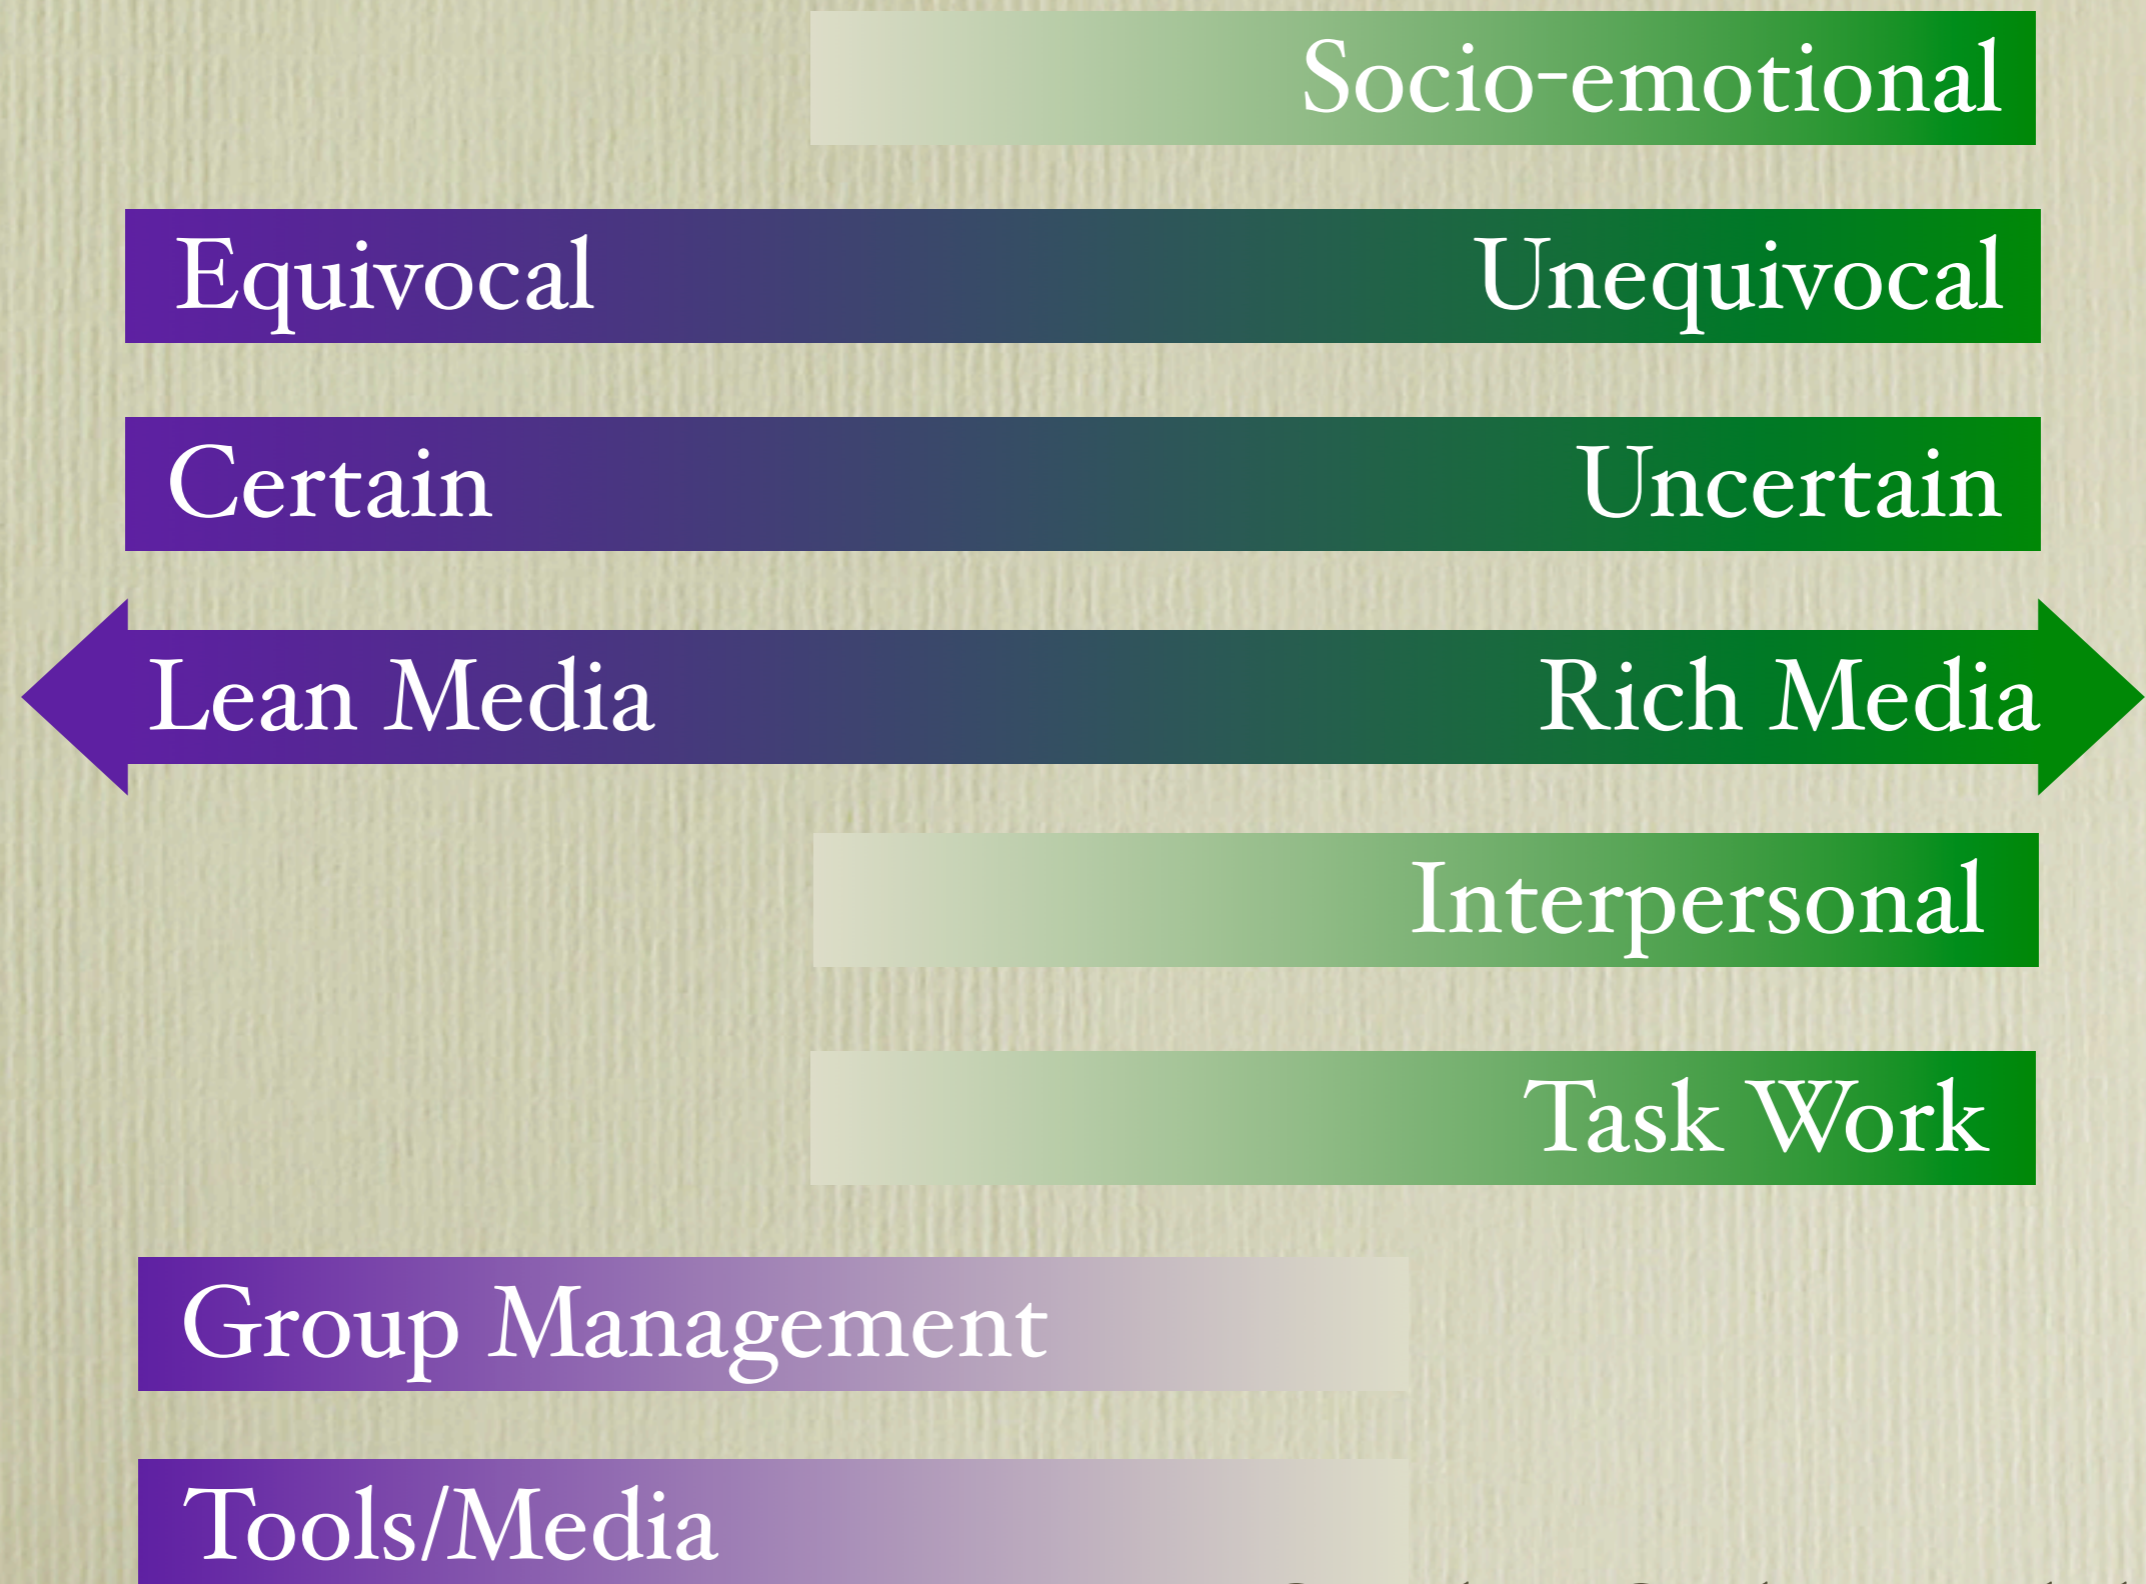 Socio-emotional
Equivocal Unequivocal
Certain Uncertain
Lean Media Rich Media
Interpersonal
Task Work
Group Management
Tools/Media